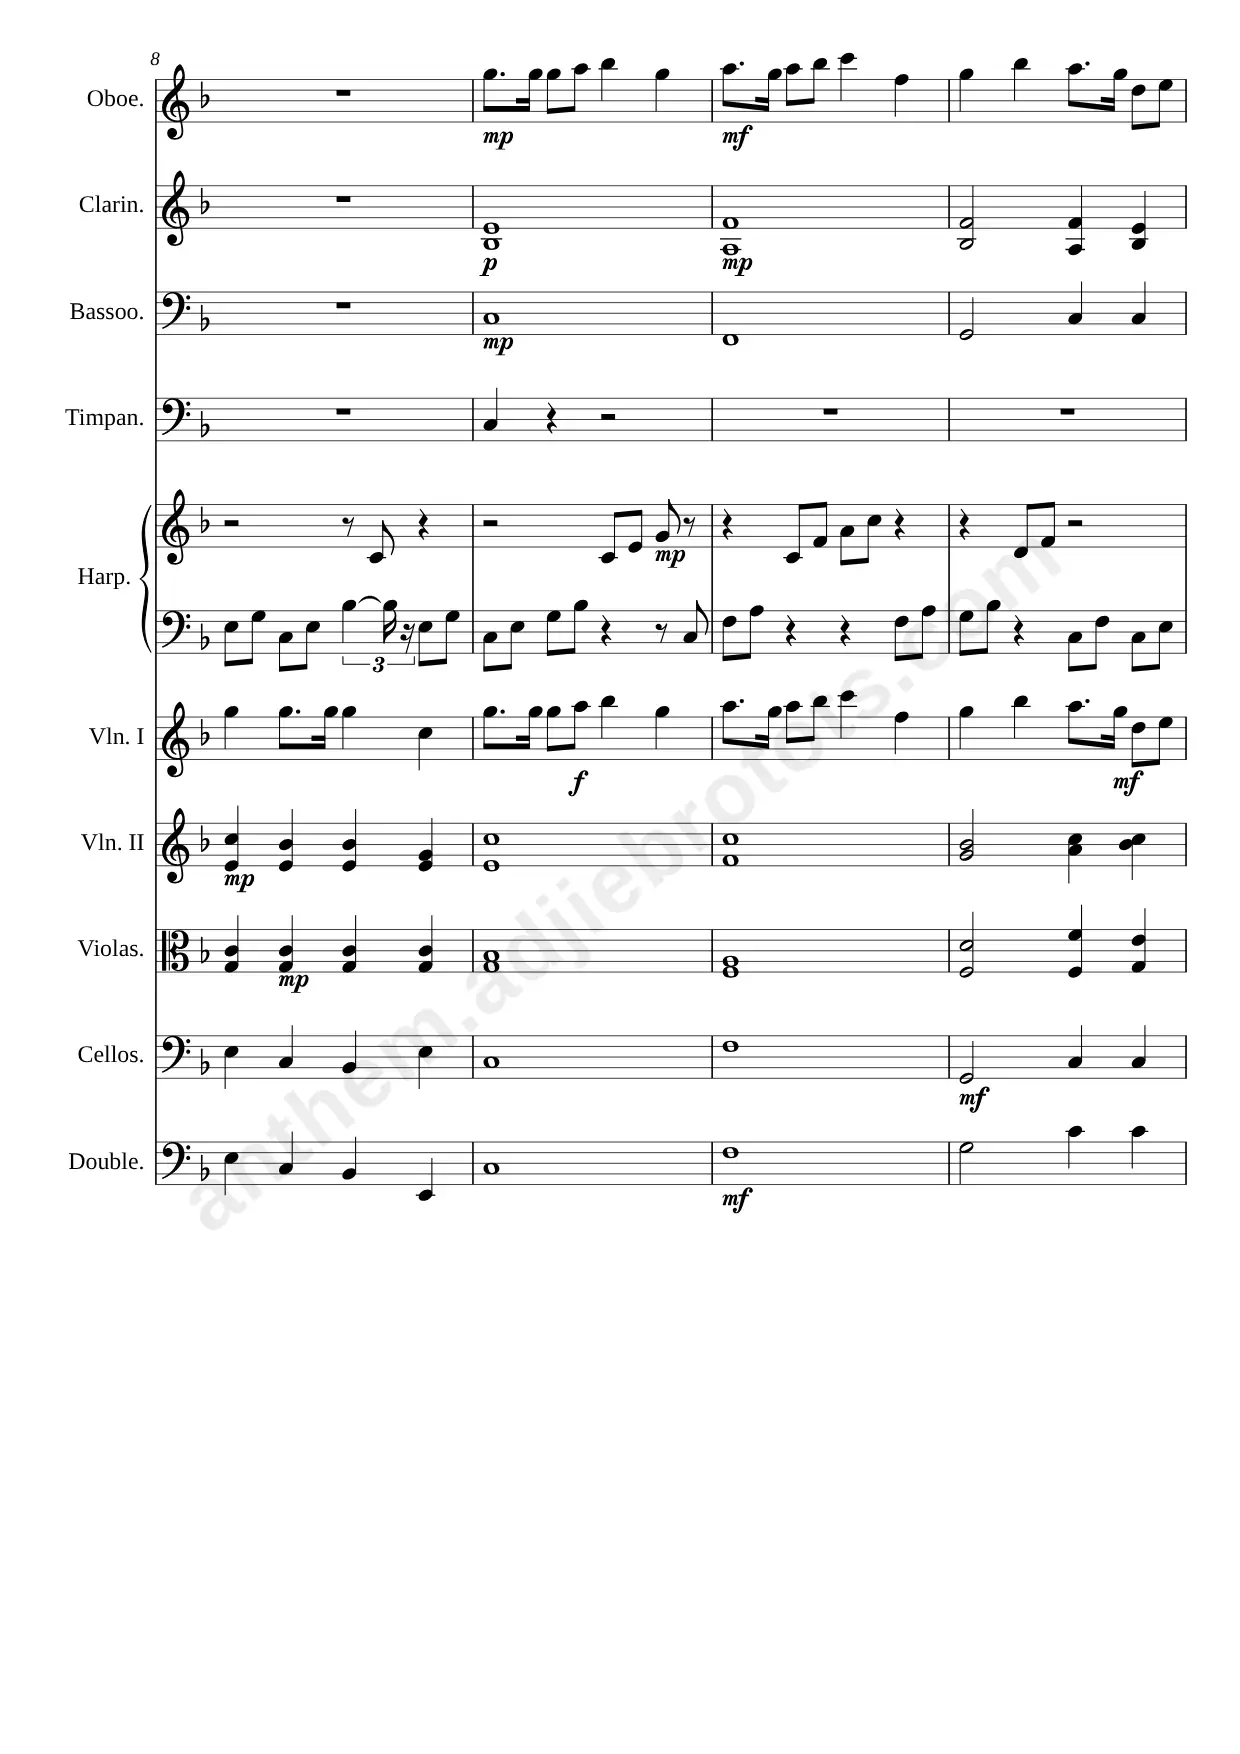 8
Oboe.
mp
mf
Clarin.
p
mp
Bassoo.
mp
Timpan.
Harp.
mp
3
Vln. I
f
mf
Vln. II
mp
Violas.
mp
Cellos.
mf
Double.
mf
anthem.adjiebrotots.com